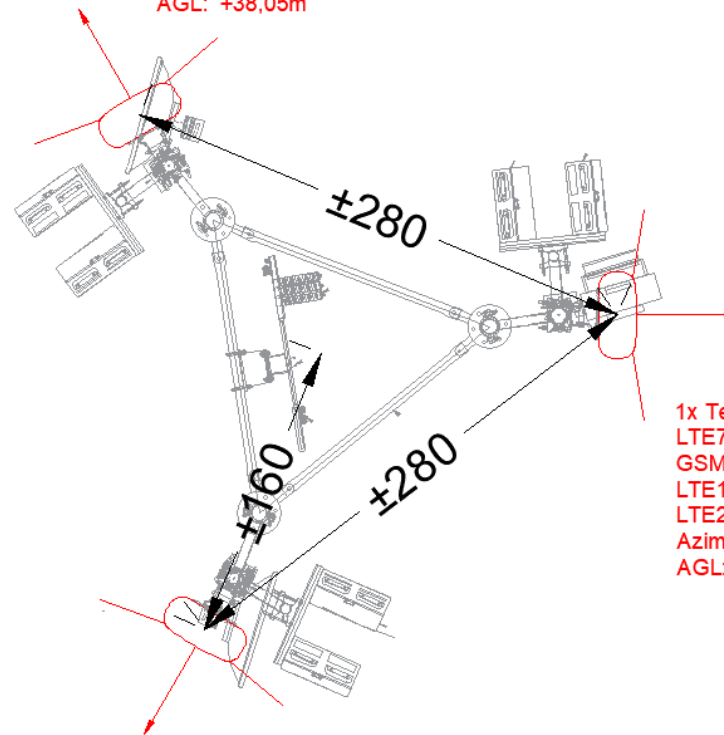 AGL: +38,05m
±280
±280
±160
1x Te
LTE7
GSM
LTE1
LTE2
Azim
AGL: